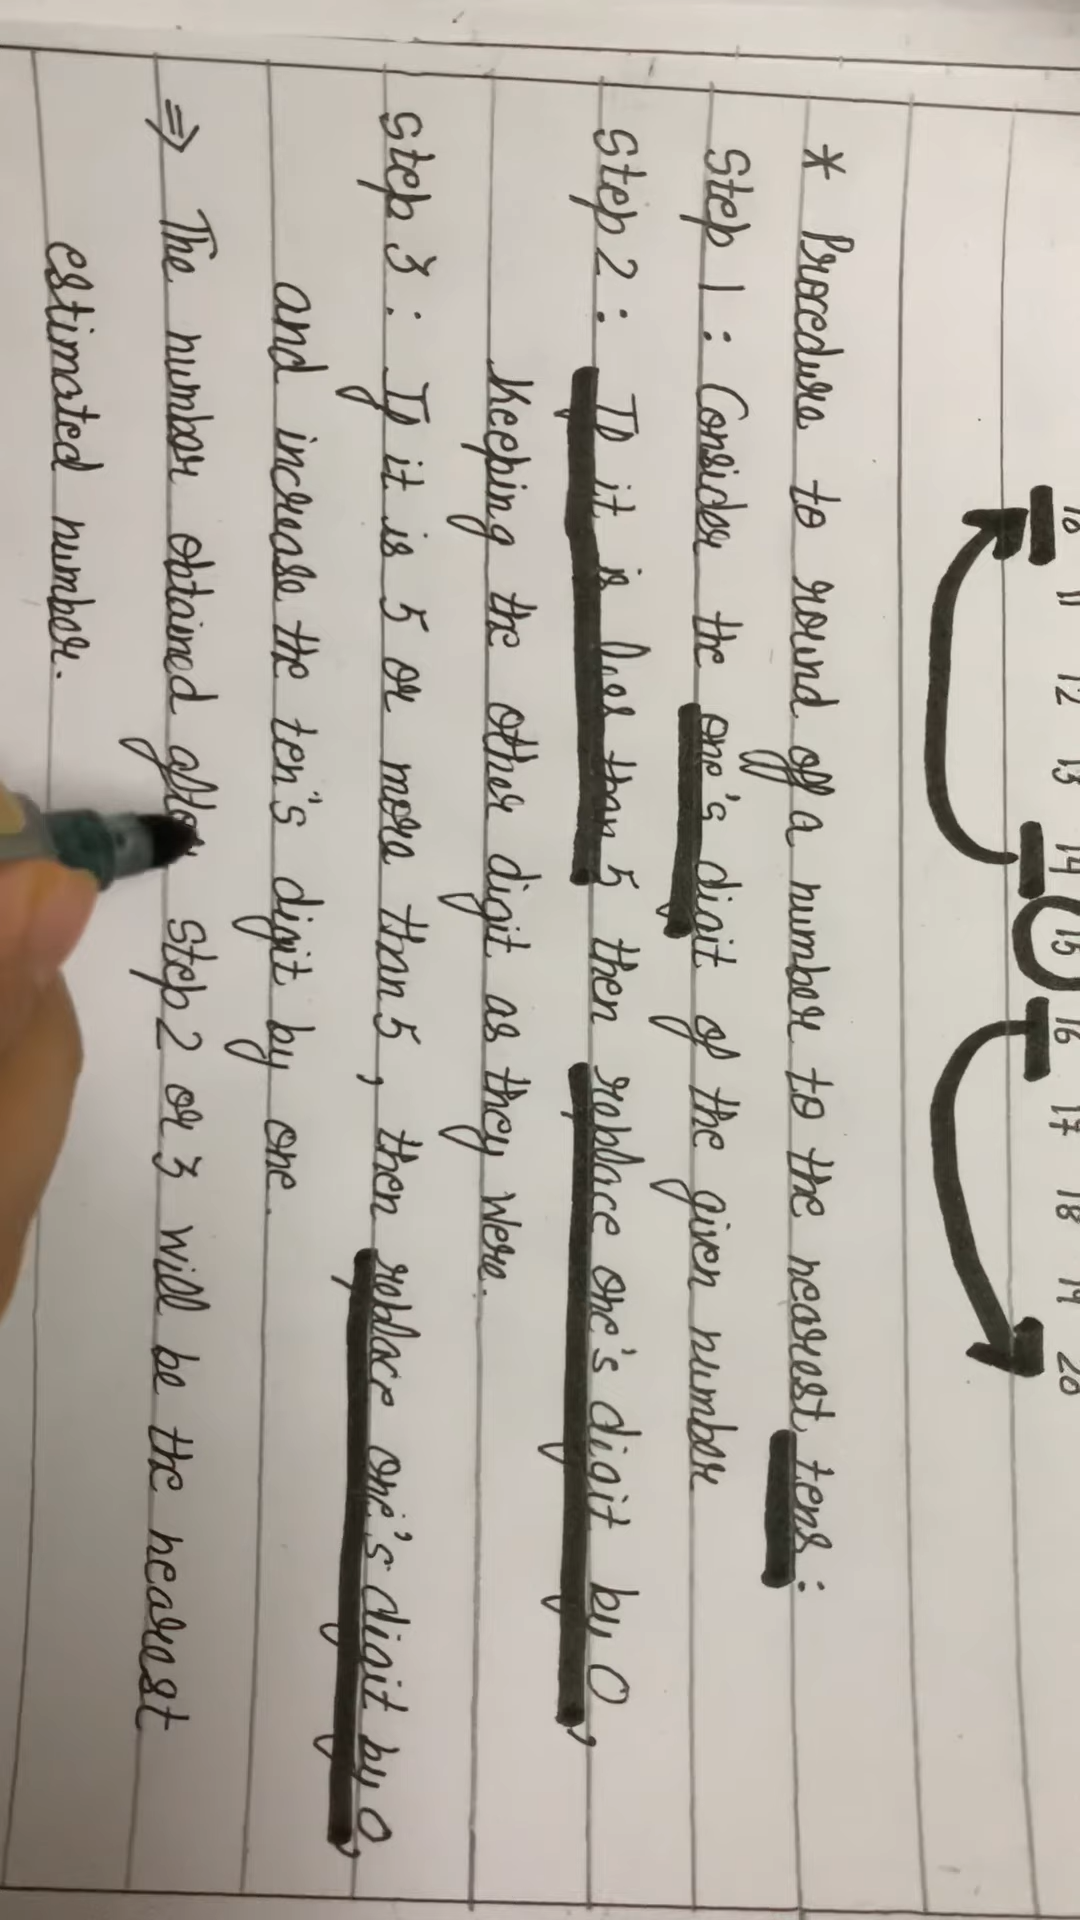 10 11 12 13 14 15 16 17 18 19 20
* Procedure to round off a number to the nearest tens :
Step 1 : Consider the one's digit of the given number
Step 2 : If it is less than 5 then replace one's digit by 0,
keeping the other digit as they were.
Step 3 : If it is 5 or more than 5, then replace one's digit by 0,
and increase the ten's digit by one.
⇒ The number obtained after step 2 or 3 will be the nearest
estimated number.